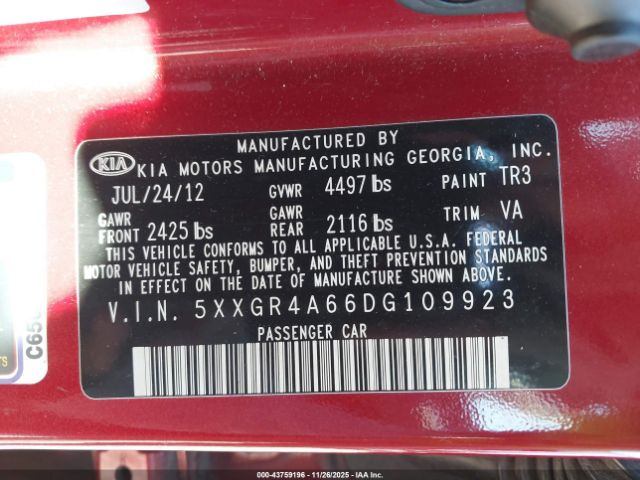 MANUFACTURED BY
KIA KIA MOTORS MANUFACTURING GEORGIA, INC.
JUL/24/12 GVWR 4497 lbs PAINT TR3
GAWR FRONT 2425 lbs GAWR REAR 2116 lbs TRIM VA
THIS VEHICLE CONFORMS TO ALL APPLICABLE U.S.A. FEDERAL
MOTOR VEHICLE SAFETY, BUMPER, AND THEFT PREVENTION STANDARDS
IN EFFECT ON THE DATE OF MANUFACTURE SHOWN ABOVE.
V.I.N. 5XXGR4A66DG109923
PASSENGER CAR
000-43759196 - 11/26/2025 - IAAI.COM